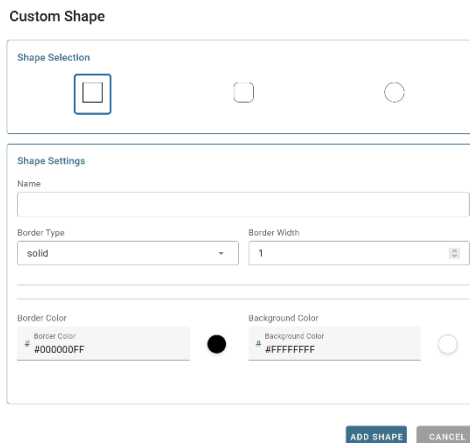 Custom Shape
Shape Selection
Shape Settings
Name
Border Type Border Width
solid 1
Border Color Background Color
Border Color Background Color
# #000000FF # #FFFFFFFF
ADD SHAPE CANCEL